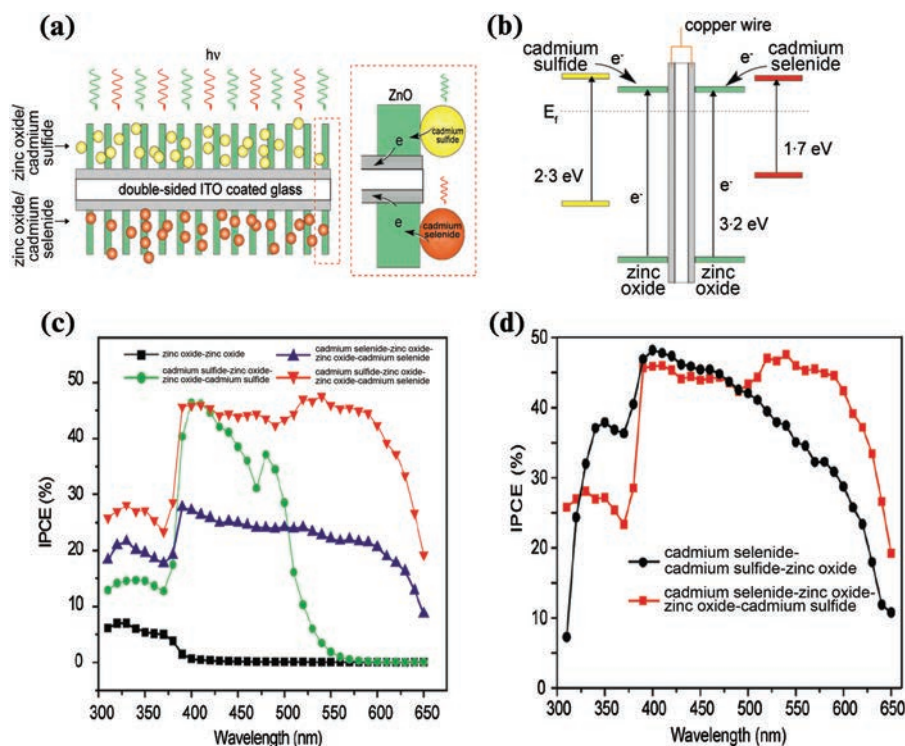 (a)
hν
zinc oxide/
cadmium
sulfide
double-sided ITO coated glass
zinc oxide/
cadmium
selenide
ZnO
cadmium
sulfide
e
e
cadmium
selenide
(b)
copper wire
cadmium
sulfide
e-
e-
cadmium
selenide
Ef
2·3 eV
1·7 eV
e-
e-
3·2 eV
zinc
oxide
zinc
oxide
(c)
zinc oxide-zinc oxide
cadmium selenide-zinc oxide-
zinc oxide-cadmium selenide
cadmium sulfide-zinc oxide-
zinc oxide-cadmium sulfide
cadmium sulfide-zinc oxide-
zinc oxide-cadmium selenide
IPCE (%)
50
40
30
20
10
0
300 350 400 450 500 550 600 650
Wavelength (nm)
(d)
IPCE (%)
50
40
30
20
10
0
cadmium selenide-
cadmium sulfide-zinc oxide
cadmium selenide-zinc oxide-
zinc oxide-cadmium sulfide
300 350 400 450 500 550 600 650
Wavelength (nm)